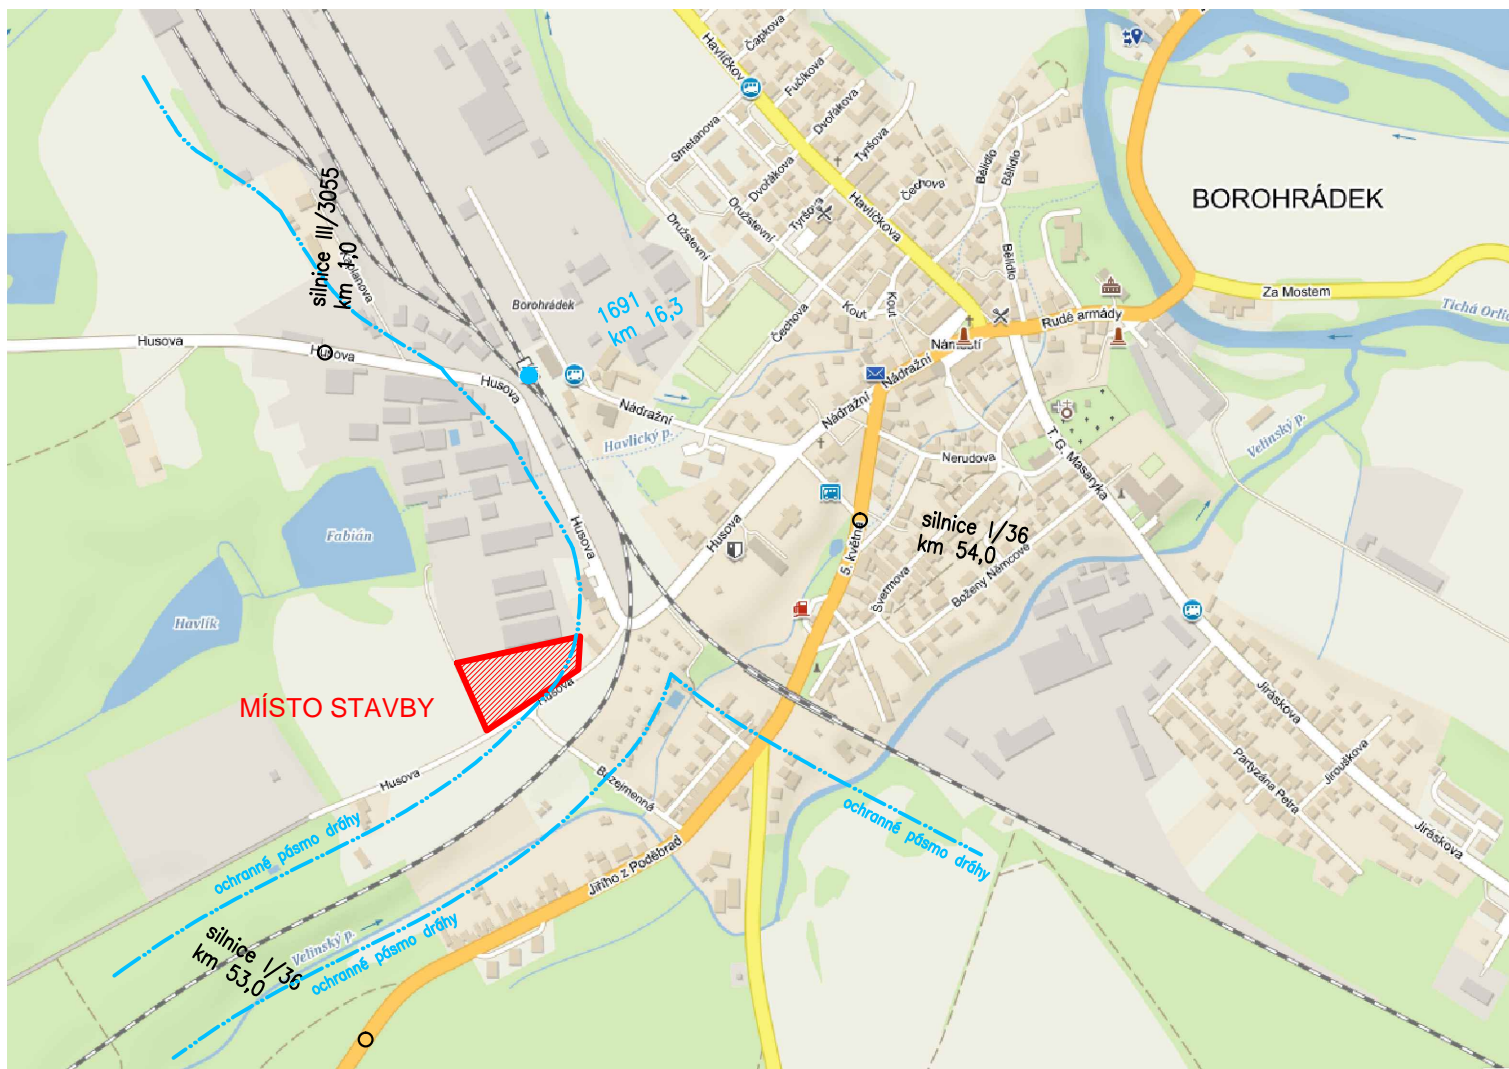 Čapkova
Havlíčkov
Fučíkova
Dvořákova
Smetanova
Tyršova
Dvořákova
Bělidlo
Bělidlo
Čechova
BOROHRÁDEK
silnice III/3055
km 1,0
Družstevní
Družstevní
Tyršova
Havlíčkova
Bělidlo
Borohrádek
1691
km 16,3
Kout
Kout
Čechova
Za Mostem
Tichá Orlic
Rudé armády
Náměstí
Husova
Husova
Husova
Nádražní
Nádražní
Nádražní
Havlický p.
Velinský p.
Nerudova
T. G. Masaryka
Fabián
Husova
Husova
5. května
silnice I/36
km 54,0
Boženy Němcové
Havlík
MÍSTO STAVBY
Husova
Husova
Jiráskova
Jirouškova
Partyzána Petra
Jiráskova
Bezejmenná
ochranné pásmo dráhy
ochranné pásmo dráhy
Jiřího z Poděbrad
ochranné pásmo dráhy
Velinský p.
silnice I/36
km 53,0